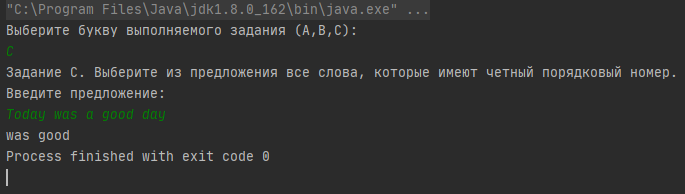 "C:\Program Files\Java\jdk1.8.0_162\bin\java.exe" ...
Выберите букву выполняемого задания (A,B,C):
C
Задание C. Выберите из предложения все слова, которые имеют четный порядковый номер.
Введите предложение:
Today was a good day
was good
Process finished with exit code 0